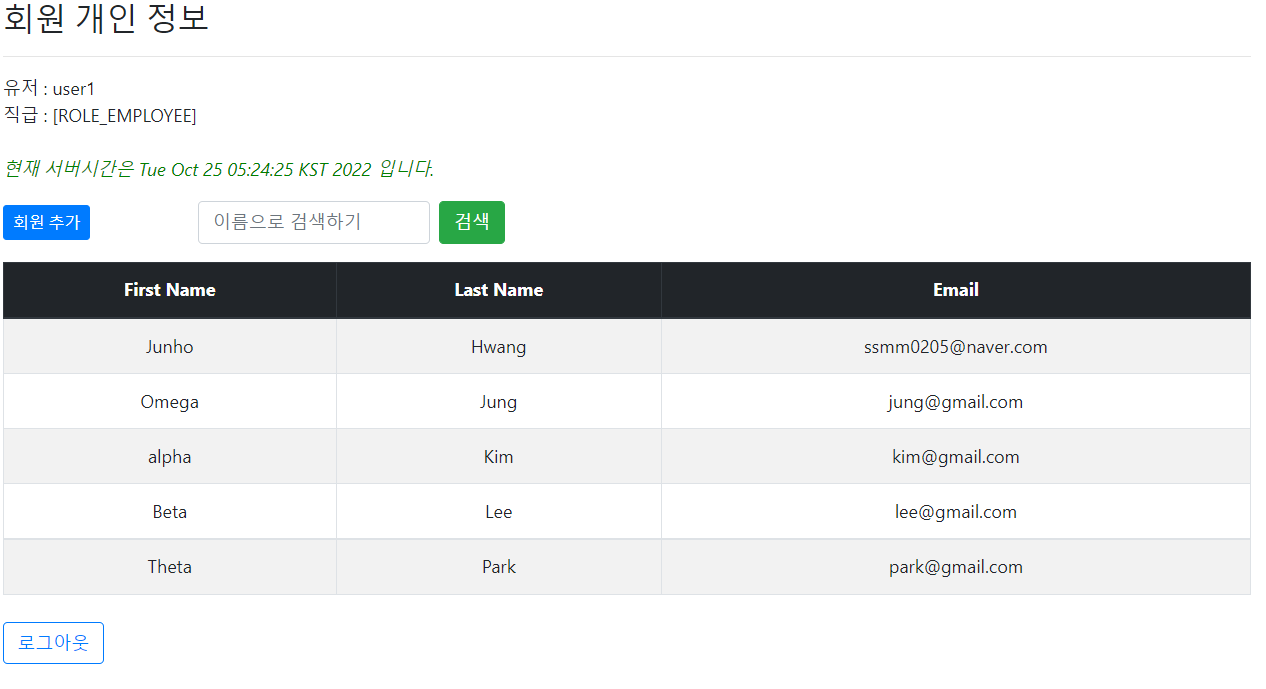 회원 개인 정보
유저 : user1
직급 : [ROLE_EMPLOYEE]
현재 서버시간은 Tue Oct 25 05:24:25 KST 2022 입니다.
회원 추가 이름으로 검색하기 검색
First Name Last Name Email
Junho Hwang ssmm0205@naver.com
Omega Jung jung@gmail.com
alpha Kim kim@gmail.com
Beta Lee lee@gmail.com
Theta Park park@gmail.com
로그아웃